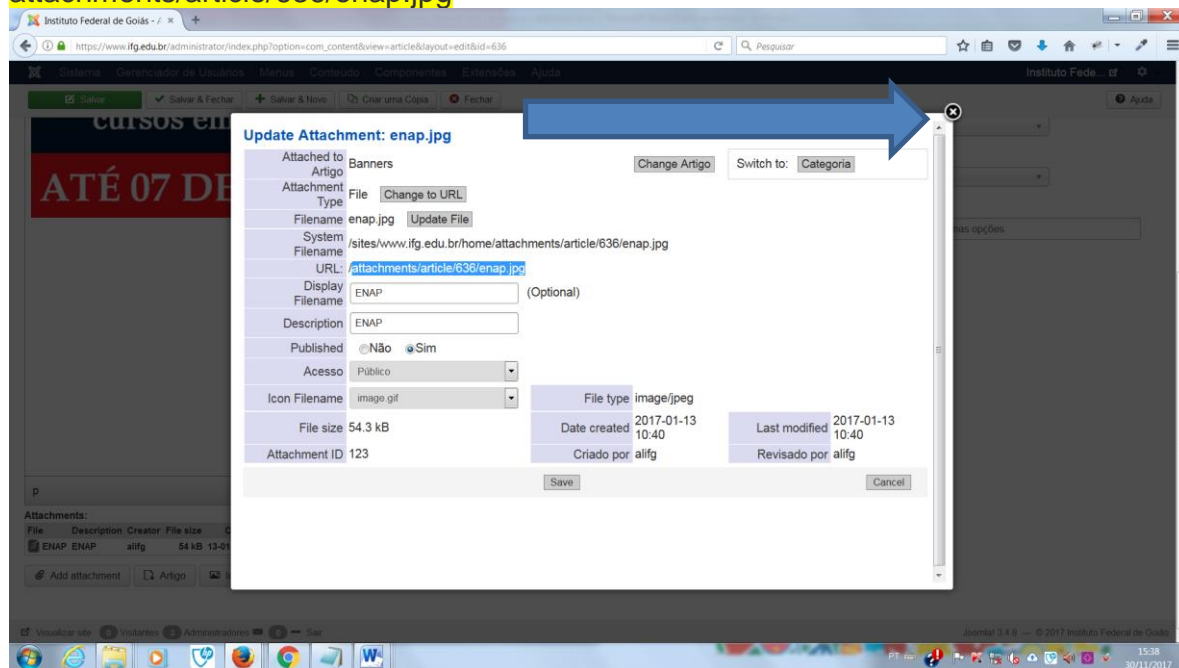 attachments/article/636/enap.jpg
Instituto Federal de Goiás - /
https://www.ifg.edu.br/administrator/index.php?option=com_content&view=article&layout=edit&id=636
Pesquisar
Sistema Gerenciador de Usuários Menus Conteúdo Componentes Extensões Ajuda Instituto Fede...
Salvar Salvar & Fechar Salvar & Novo Criar uma Cópia Fechar Ajuda
cursos em
ATÉ 07 DE
Update Attachment: enap.jpg
Attached to Artigo Banners Change Artigo Switch to: Categoria
Attachment Type File Change to URL
Filename enap.jpg Update File
System Filename /sites/www.ifg.edu.br/home/attachments/article/636/enap.jpg
URL: /attachments/article/636/enap.jpg
Display Filename ENAP (Optional)
Description ENAP
Published Não Sim
Acesso Público
Icon Filename image.gif File type image/jpeg
File size 54.3 kB Date created 2017-01-13 10:40 Last modified 2017-01-13 10:40
Attachment ID 123 Criado por alifg Revisado por alifg
Save Cancel
mas opções
p
Attachments:
File Description Creator File size
ENAP ENAP alifg 54 kB 13-01
Add attachment Artigo
Visualizar site Visitantes Administradores Sair
Joomla! 3.4.8 — © 2017 Instituto Federal de Goiás
PT
15:38
30/11/2017